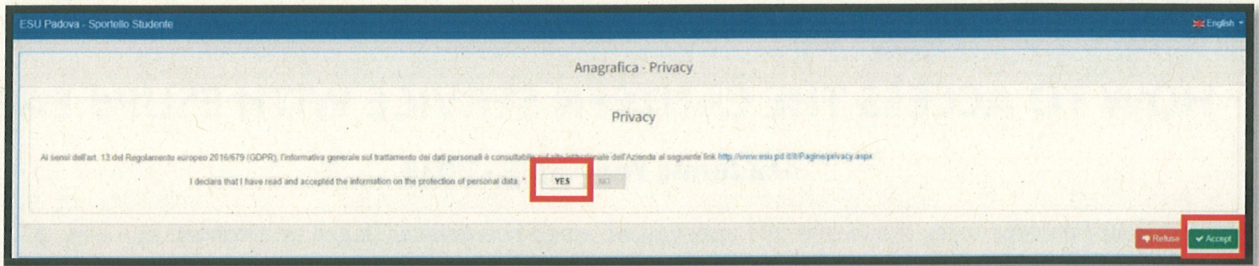 ESU Padova - Sportello Studente
English
Anagrafica - Privacy
Privacy
Ai sensi dell'art. 13 del Regolamento europeo 2016/679 (GDPR), l'informativa generale sul trattamento dei dati personali è consultabile sul sito istituzionale dell'Azienda al seguente link http://www.esu.pd.it/it/Pagine/privacy.aspx
I declare that I have read and accepted the information on the protection of personal data. * YES NO
Refuse Accept